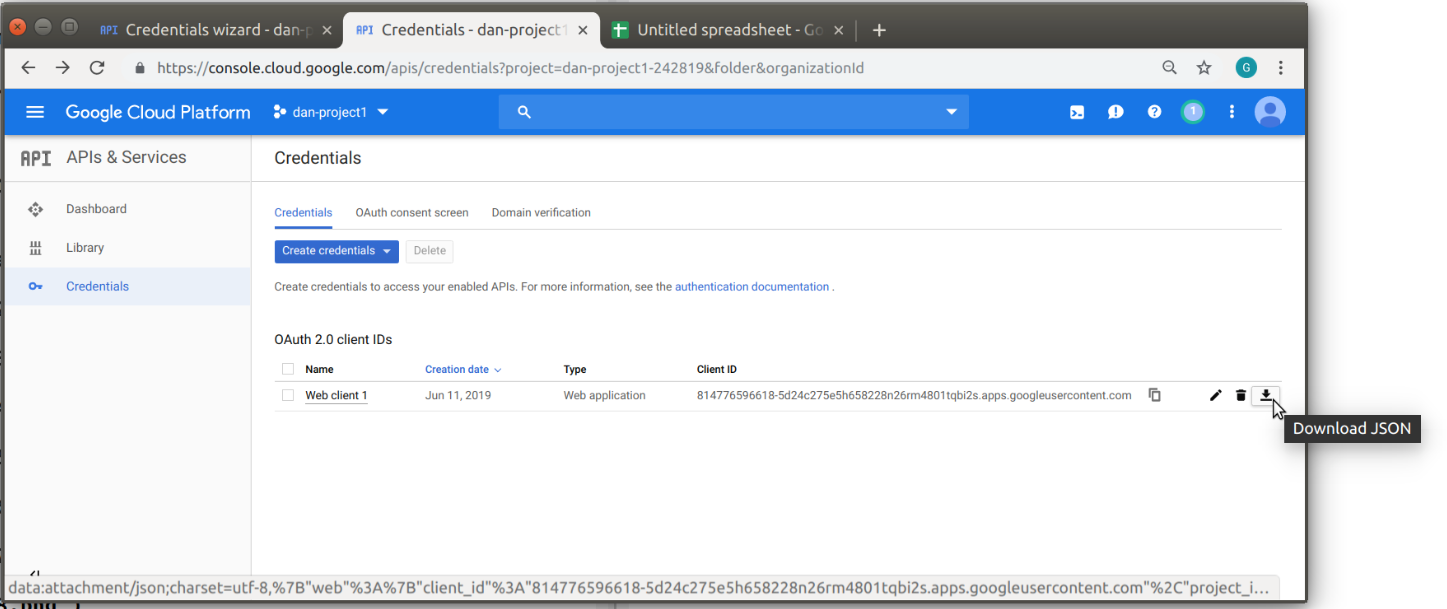 API Credentials wizard - dan-p
API Credentials - dan-project1
Untitled spreadsheet - Go
https://console.cloud.google.com/apis/credentials?project=dan-project1-242819&folder&organizationId
G
Google Cloud Platform
dan-project1
1
API APIs & Services
Credentials
Dashboard
Library
Credentials
Credentials OAuth consent screen Domain verification
Create credentials Delete
Create credentials to access your enabled APIs. For more information, see the authentication documentation .
OAuth 2.0 client IDs
Name Creation date Type Client ID
Web client 1 Jun 11, 2019 Web application 814776596618-5d24c275e5h658228n26rm4801tqbi2s.apps.googleusercontent.com
Download JSON
data:attachment/json;charset=utf-8,%7B"web"%3A%7B"client_id"%3A"814776596618-5d24c275e5h658228n26rm4801tqbi2s.apps.googleusercontent.com"%2C"project_i...